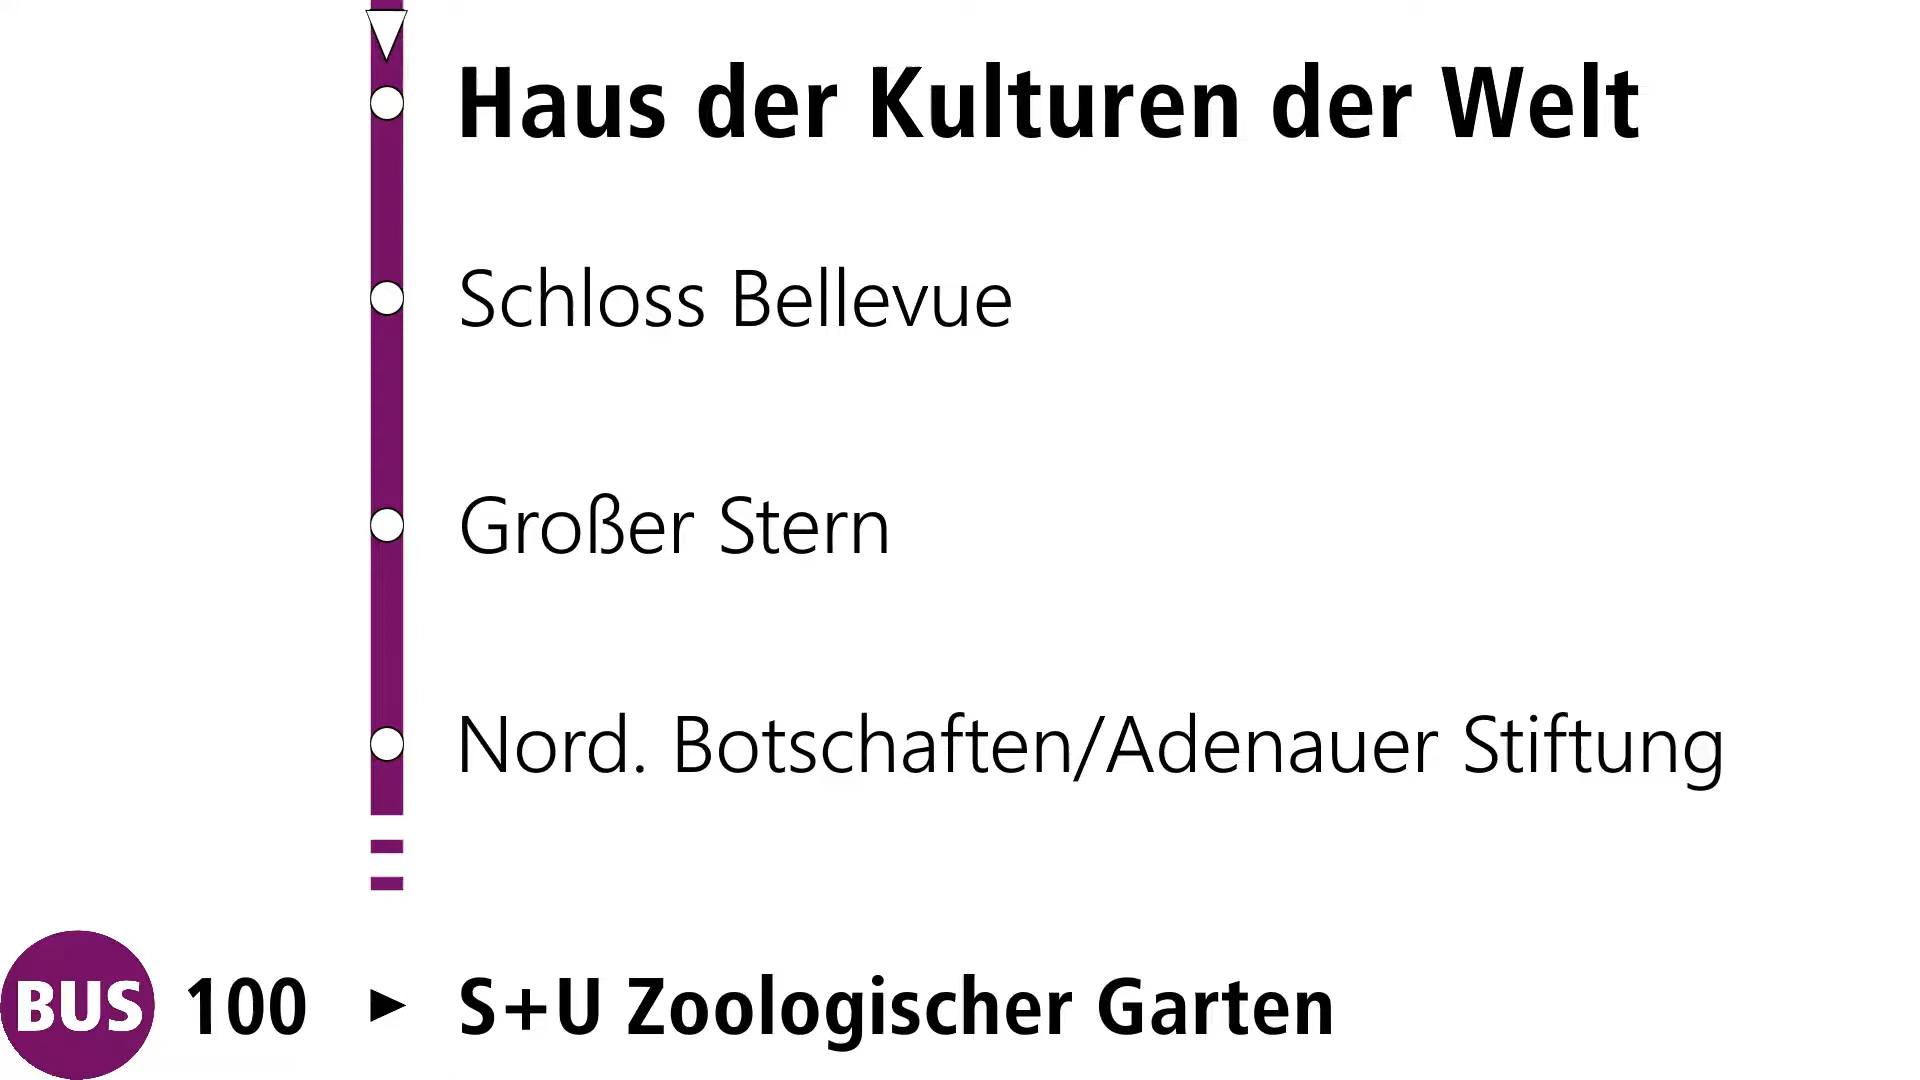 Haus der Kulturen der Welt
Schloss Bellevue
Großer Stern
Nord. Botschaften/Adenauer Stiftung
BUS 100 ► S+U Zoologischer Garten